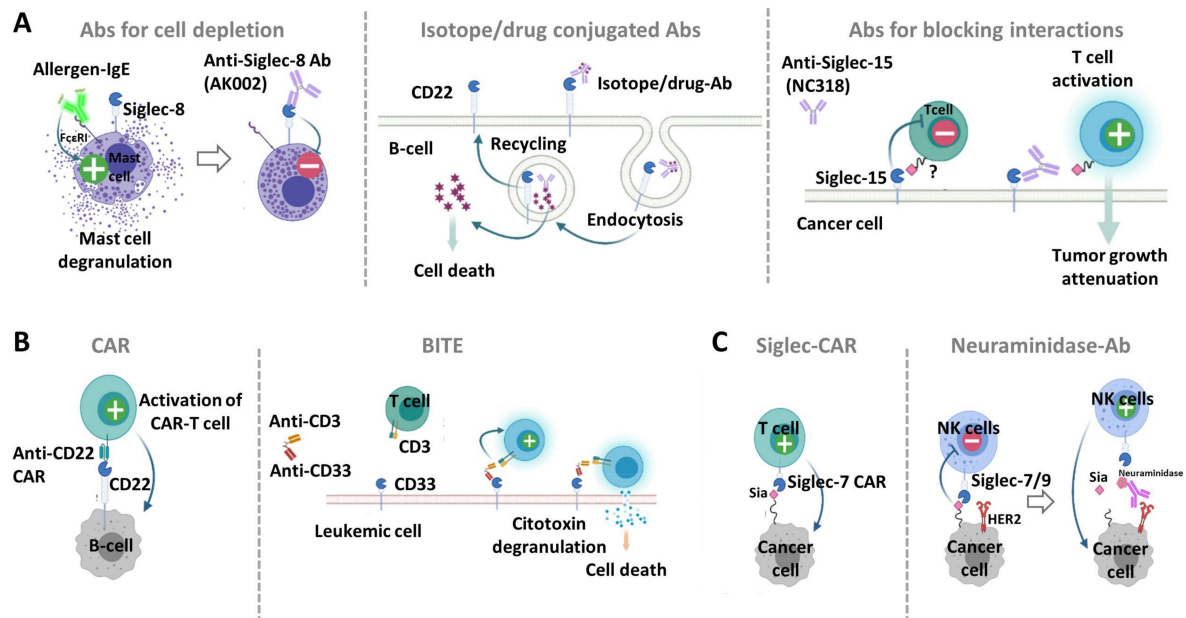 A
Abs for cell depletion
Allergen-IgE
FcεRI
Siglec-8
Mast
cell
Mast cell
degranulation
Anti-Siglec-8 Ab
(AK002)
Isotope/drug conjugated Abs
CD22
Isotope/drug-Ab
B-cell
Recycling
Endocytosis
Cell death
Abs for blocking interactions
Anti-Siglec-15
(NC318)
Tcell
T cell
activation
Siglec-15
?
Cancer cell
Tumor growth
attenuation
B
CAR
Activation of
CAR-T cell
Anti-CD22
CAR
CD22
B-cell
BITE
T cell
Anti-CD3
CD3
Anti-CD33
CD33
Leukemic cell
Citotoxin
degranulation
Cell death
C
Siglec-CAR
T cell
Siglec-7 CAR
Sia
Cancer
cell
Neuraminidase-Ab
NK cells
Siglec-7/9
HER2
Cancer
cell
NK cells
Neuraminidase
Sia
Cancer
cell